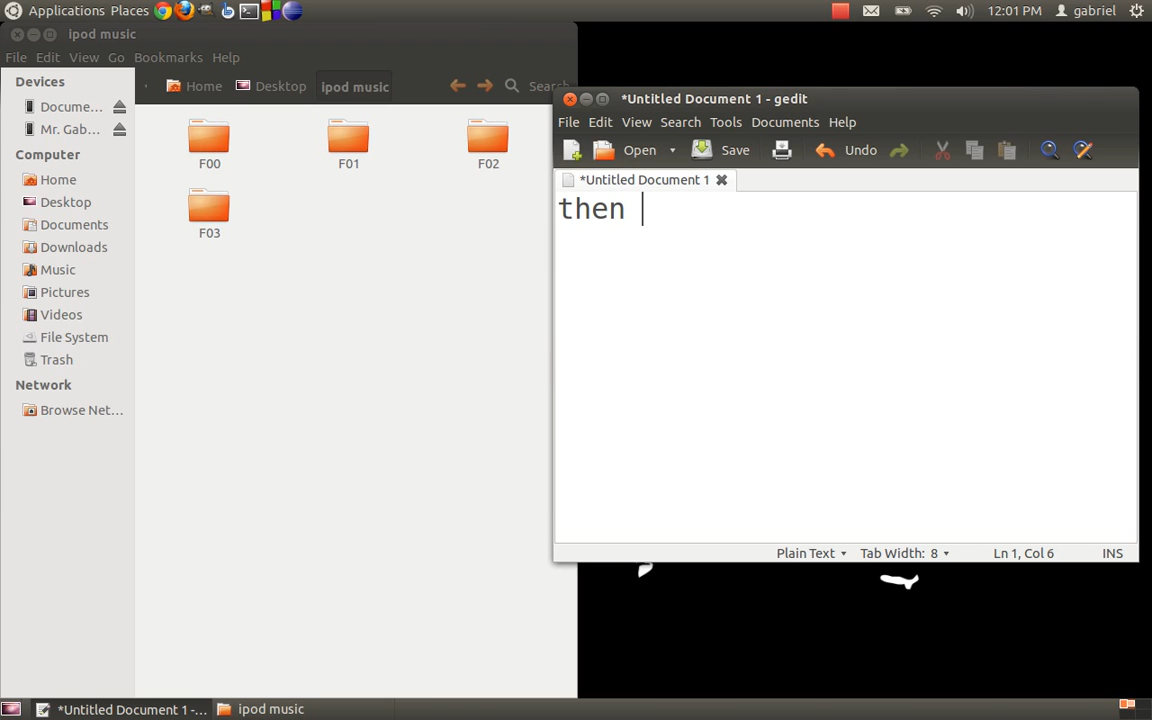 Applications Places 12:01 PM gabriel
ipod music
File Edit View Go Bookmarks Help
Devices
Docume...
Mr. Gab...
Computer
Home
Desktop
Documents
Downloads
Music
Pictures
Videos
File System
Trash
Network
Browse Net...
Home Desktop ipod music Search
F00 F01 F02
F03
*Untitled Document 1 - gedit
File Edit View Search Tools Documents Help
Open Save Undo
*Untitled Document 1
then
Plain Text Tab Width: 8 Ln 1, Col 6 INS
*Untitled Document 1 -... ipod music